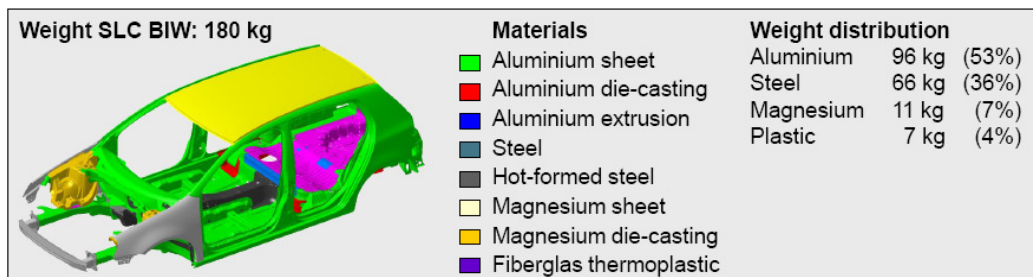 Weight SLC BIW: 180 kg
Materials
Aluminium sheet
Aluminium die-casting
Aluminium extrusion
Steel
Hot-formed steel
Magnesium sheet
Magnesium die-casting
Fiberglas thermoplastic
Weight distribution
Aluminium 96 kg (53%)
Steel 66 kg (36%)
Magnesium 11 kg (7%)
Plastic 7 kg (4%)